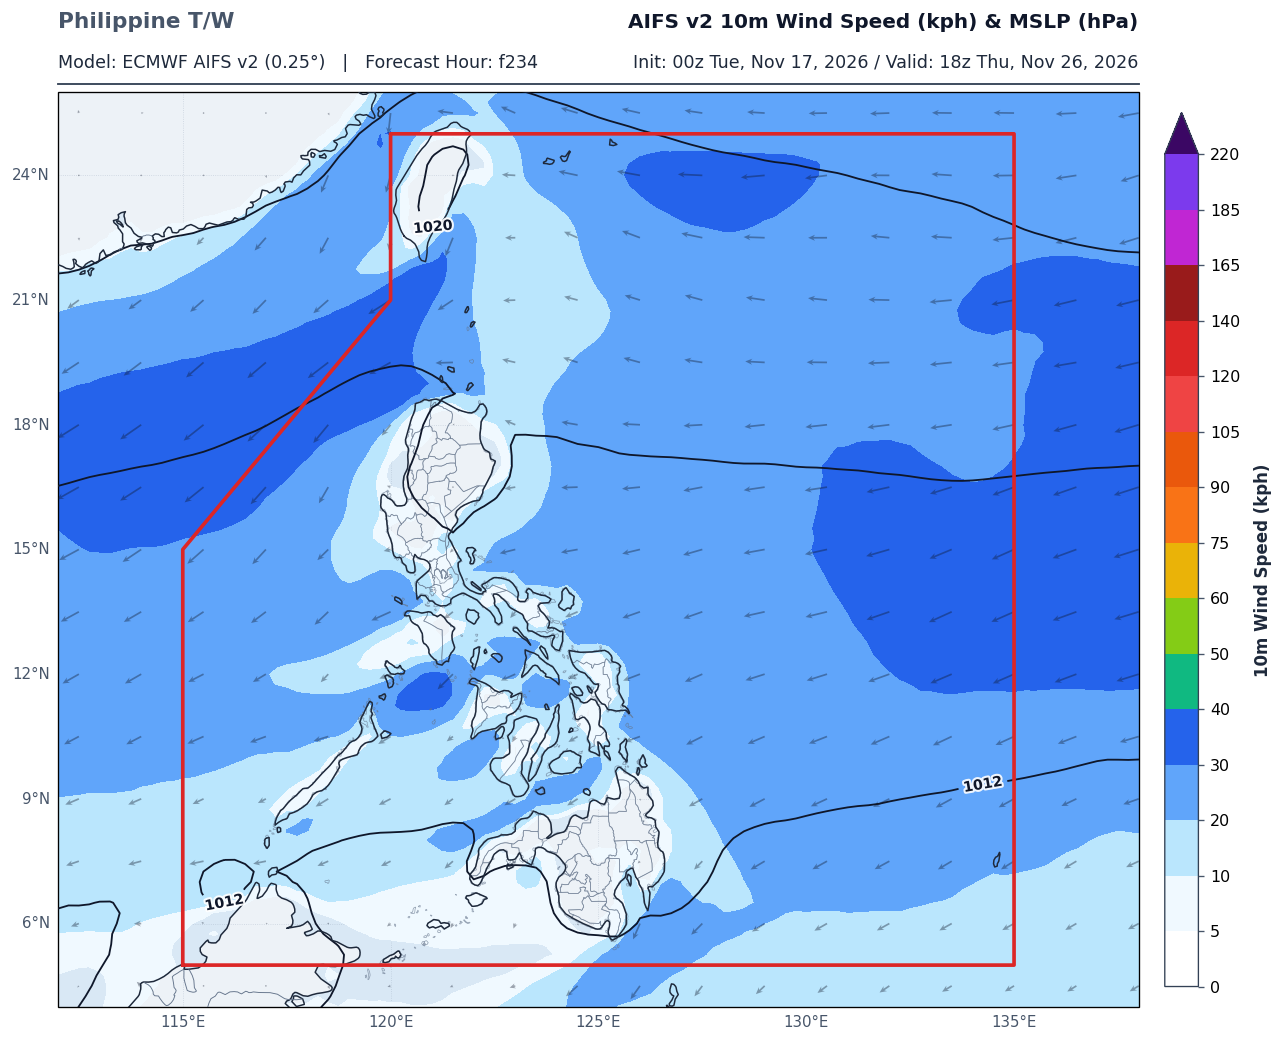 Philippine T/W
AIFS v2 10m Wind Speed (kph) & MSLP (hPa)
Model: ECMWF AIFS v2 (0.25°) | Forecast Hour: f234
Init: 00z Tue, Nov 17, 2026 / Valid: 18z Thu, Nov 26, 2026
24°N
21°N
18°N
15°N
12°N
9°N
6°N
115°E
120°E
125°E
130°E
135°E
1020
1012
1012
220
185
165
140
120
105
90
75
60
50
40
30
20
10
5
0
10m Wind Speed (kph)